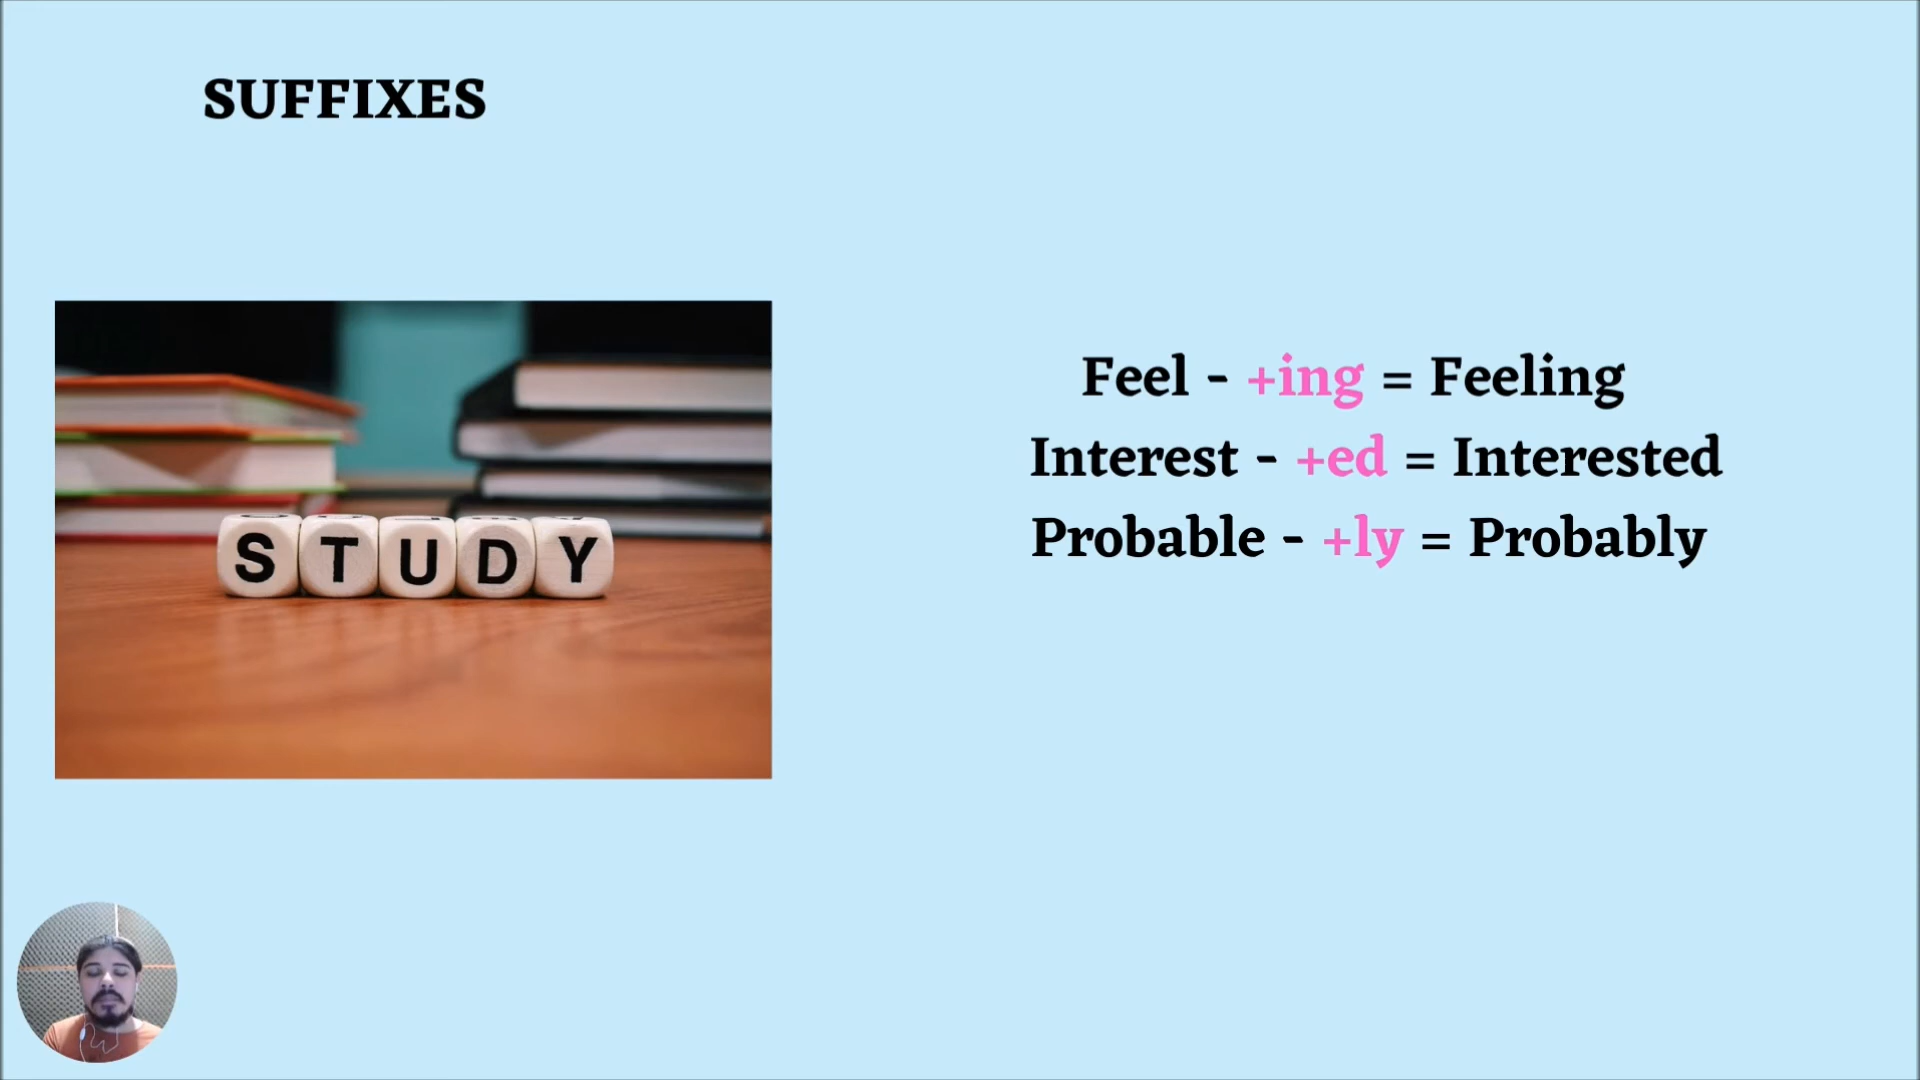 SUFFIXES
STUDY
Feel - +ing = Feeling
Interest - +ed = Interested
Probable - +ly = Probably